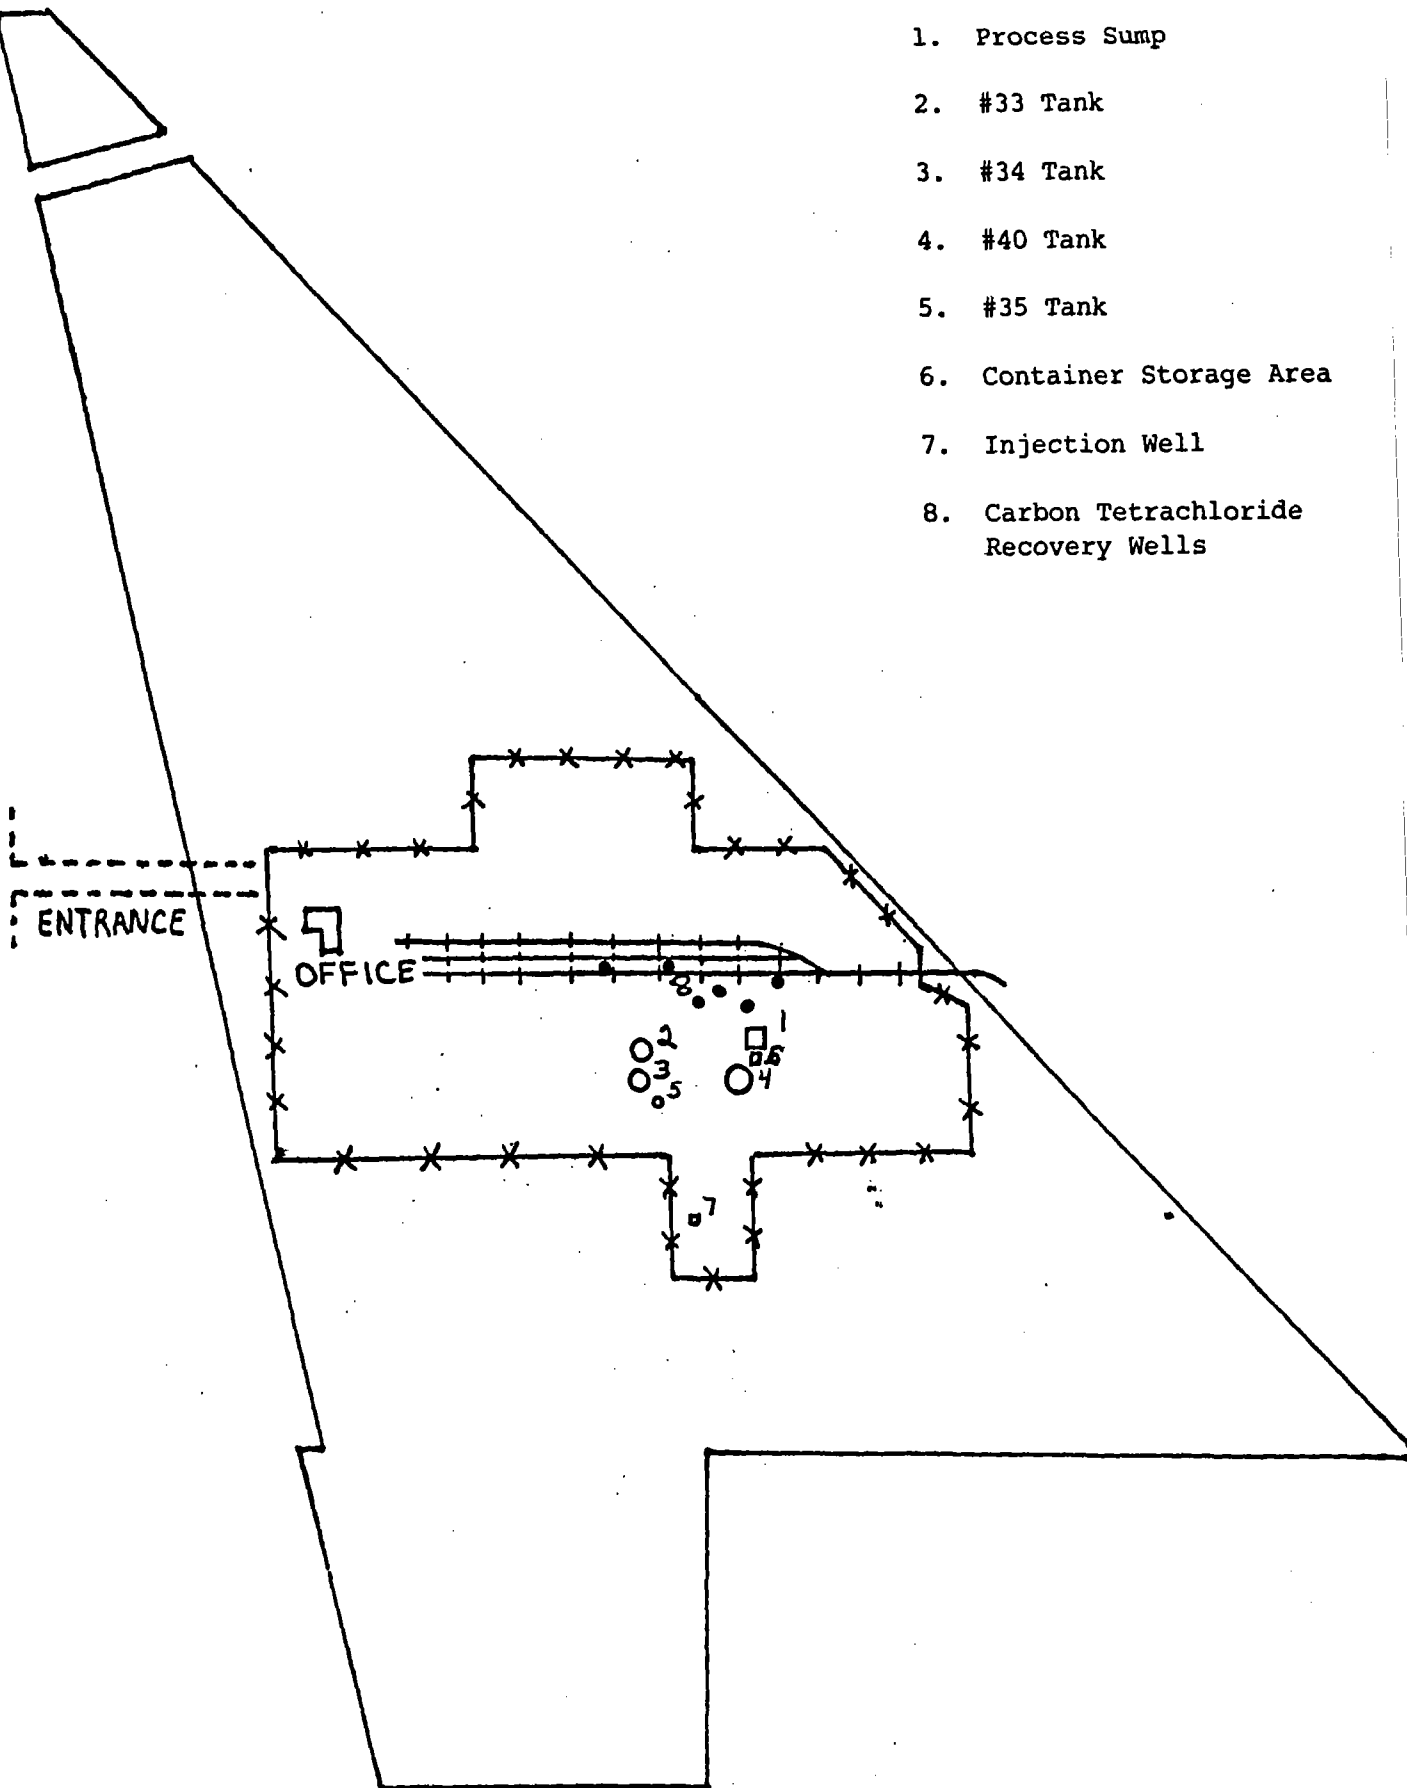 1. Process Sump
2. #33 Tank
3. #34 Tank
4. #40 Tank
5. #35 Tank
6. Container Storage Area
7. Injection Well
8. Carbon Tetrachloride
Recovery Wells
ENTRANCE
OFFICE
8
1
2
6
3
4
5
7